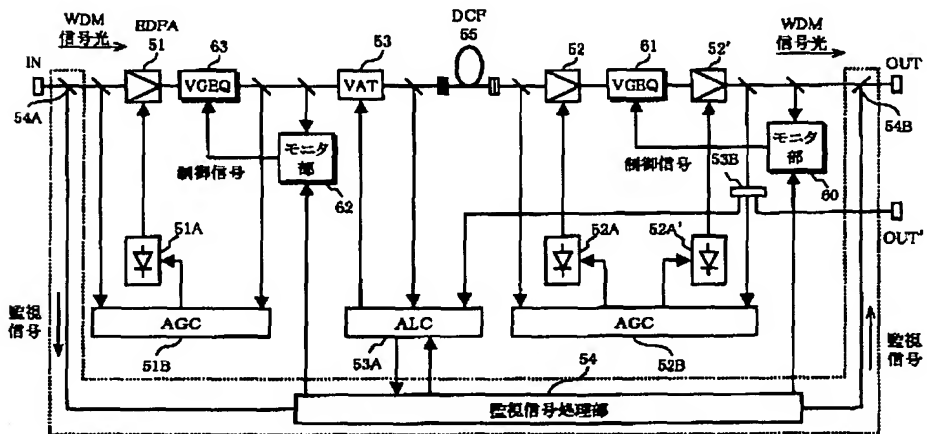 WDM
信号光
EDFA
51
63
53
DCF
55
52
61
52'
WDM
信号光
IN
OUT
VGEQ
VAT
VGEQ
54A
54B
モニタ
部
制御信号
62
モニタ
部
制御信号
53B
60
OUT'
51A
52A
52A'
監視
信号
AGC
ALC
AGC
監視
信号
51B
53A
52B
54
監視信号処理部